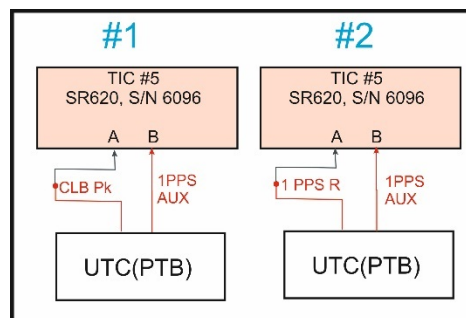 #1
TIC #5
SR620, S/N 6096
A B
CLB Pk
1PPS
AUX
UTC(PTB)
#2
TIC #5
SR620, S/N 6096
A B
1 PPS R
1PPS
AUX
UTC(PTB)